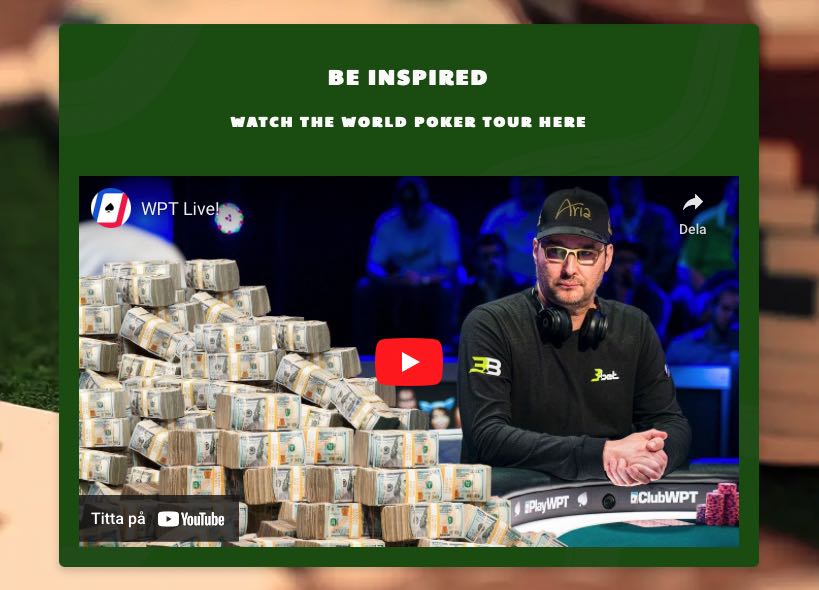 BE INSPIRED
WATCH THE WORLD POKER TOUR HERE
WPT Live!
Dela
Aria
3B
3bet
PlayWPT
ClubWPT
Titta på YouTube